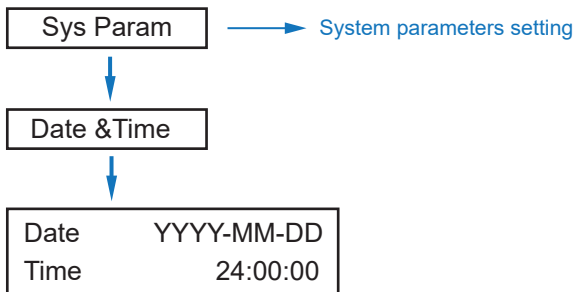 Sys Param System parameters setting
Date &Time
Date YYYY-MM-DD
Time 24:00:00